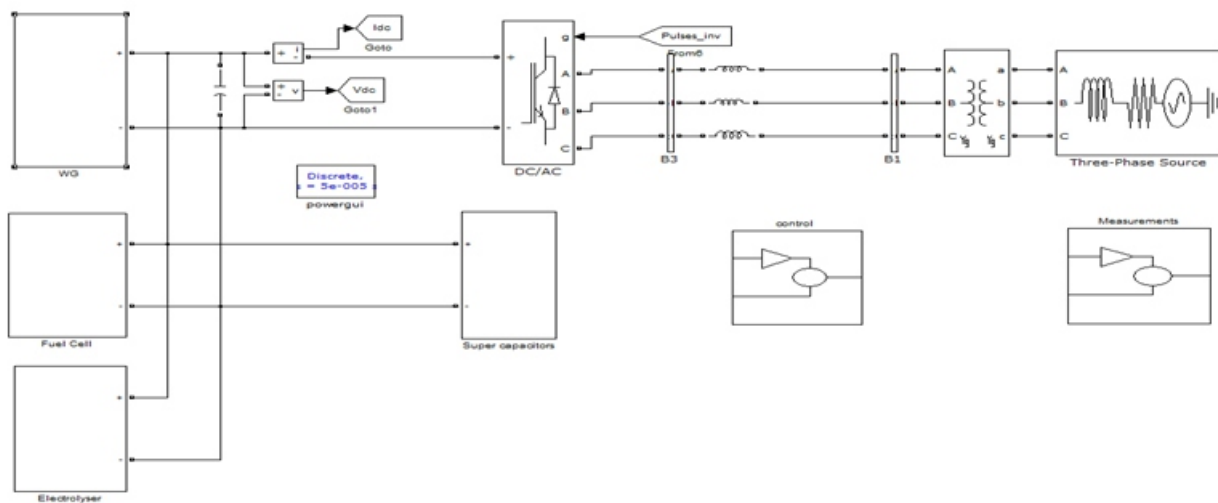 +
-
WG
+
i
-
Idc
Goto
+
-
v
Vdc
Goto1
g
+
-
A
B
C
DC/AC
Pulses_inv
From6
B3
B1
A
B
C
a
b
c
A
B
C
Three-Phase Source
Discrete,
= 5e-005
powergui
+
-
Fuel Cell
+
-
Super capacitors
control
Measurements
+
-
Electrolyser